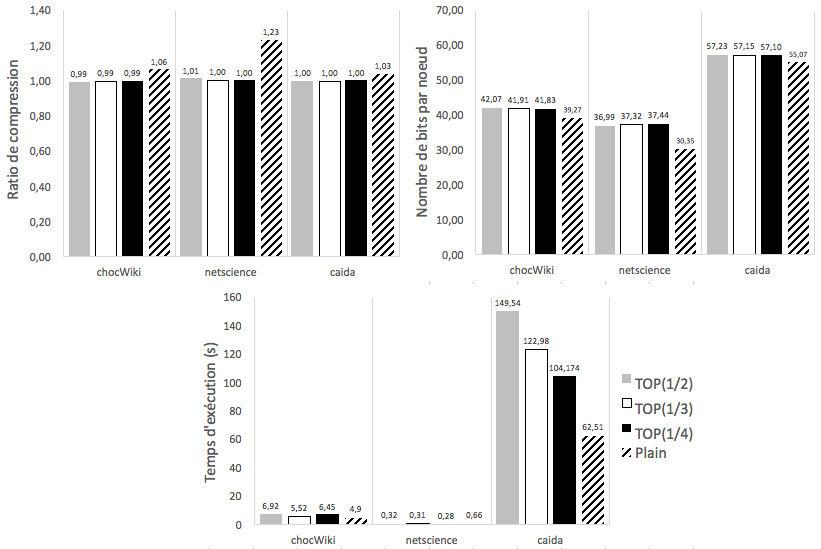 1,40
1,20
1,00
0,80
0,60
0,40
0,20
0,00
Ratio de compression
0,99 0,99 0,99 1,06
1,01 1,00 1,00 1,23
1,00 1,00 1,00 1,03
chocWiki netscience caida
70,00
60,00
50,00
40,00
30,00
20,00
10,00
0,00
Nombre de bits par noeud
42,07 41,91 41,83 39,27
36,99 37,32 37,44 30,35
57,23 57,15 57,10 55,07
chocWiki netscience caida
160
140
120
100
80
60
40
20
0
Temps d'exécution (s)
6,92 5,52 6,45 4,9
0,32 0,31 0,28 0,66
149,54 122,98 104,174 62,51
chocWiki netscience caida
TOP(1/2)
TOP(1/3)
TOP(1/4)
Plain